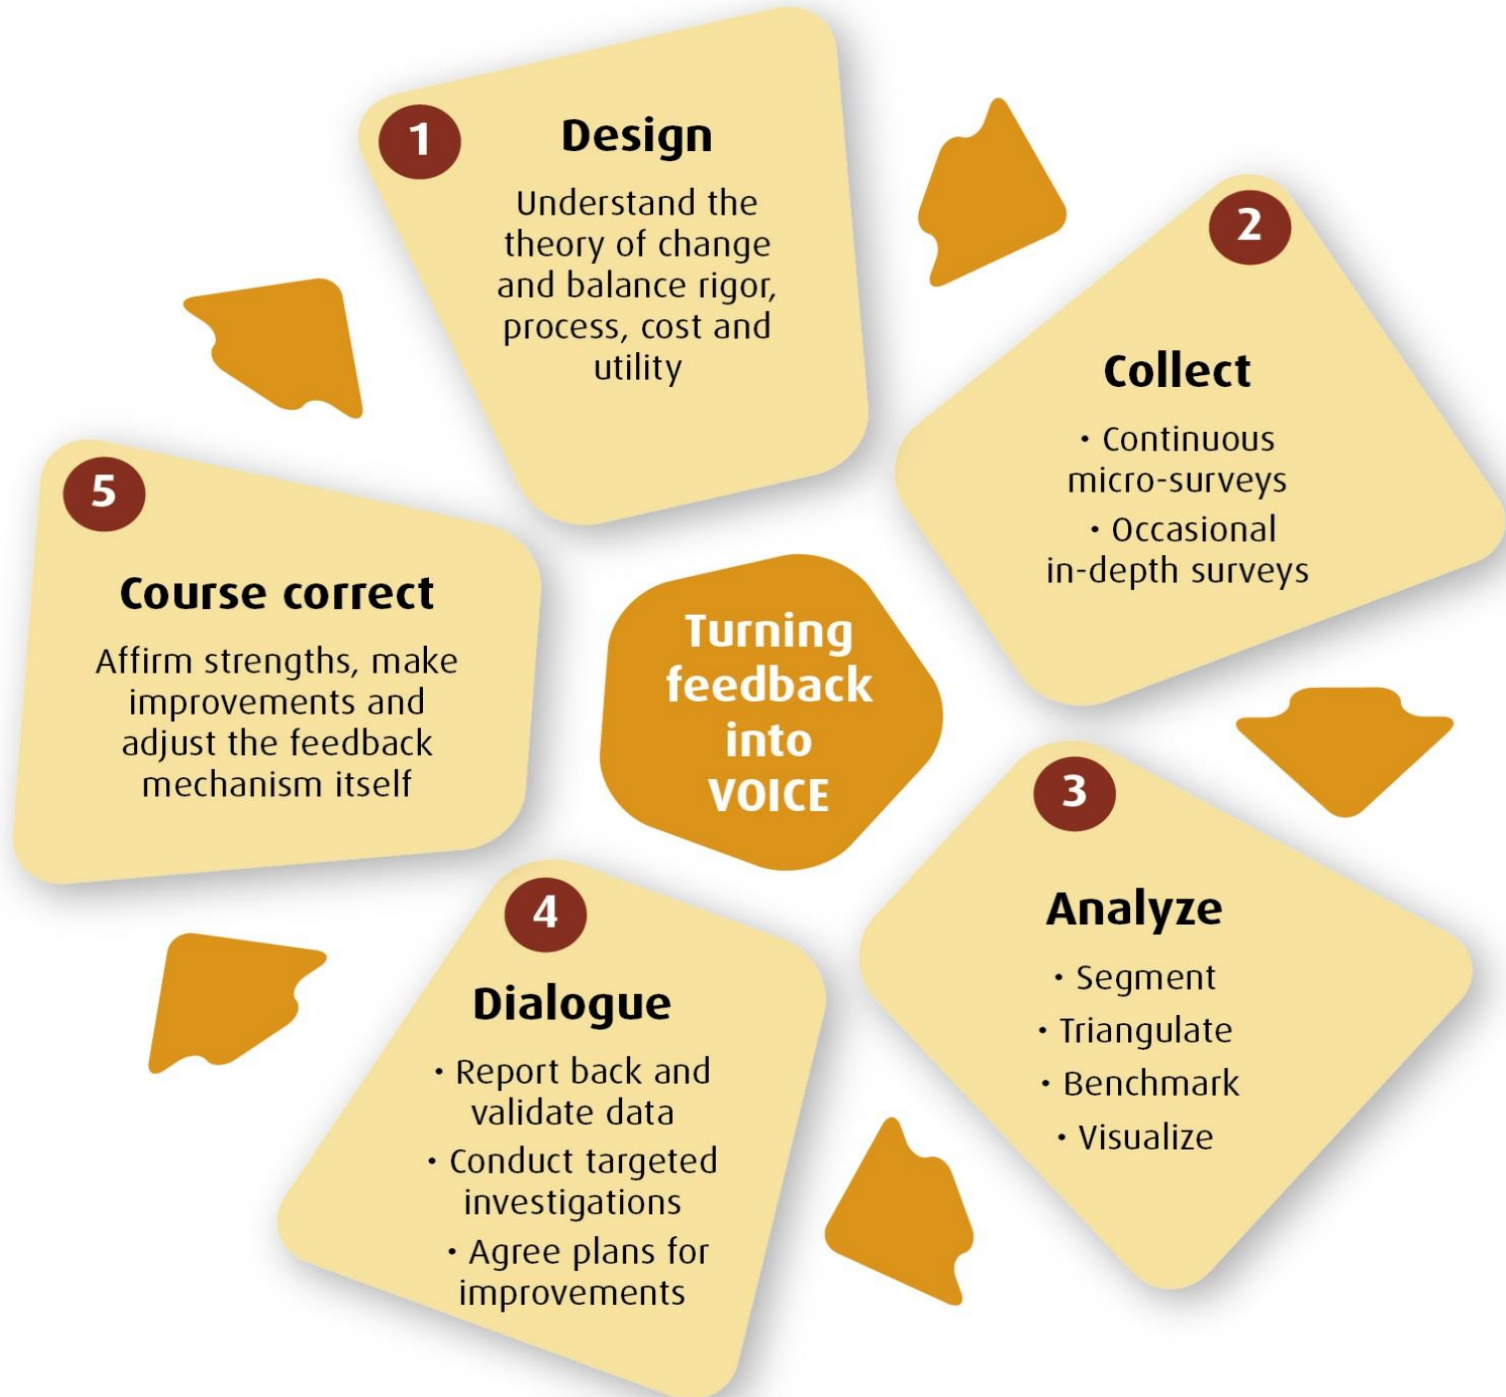 1
Design
Understand the
theory of change
and balance rigor,
process, cost and
utility
2
Collect
• Continuous
micro-surveys
• Occasional
in-depth surveys
3
Analyze
• Segment
• Triangulate
• Benchmark
• Visualize
4
Dialogue
• Report back and
validate data
• Conduct targeted
investigations
• Agree plans for
improvements
5
Course correct
Affirm strengths, make
improvements and
adjust the feedback
mechanism itself
Turning
feedback
into
VOICE